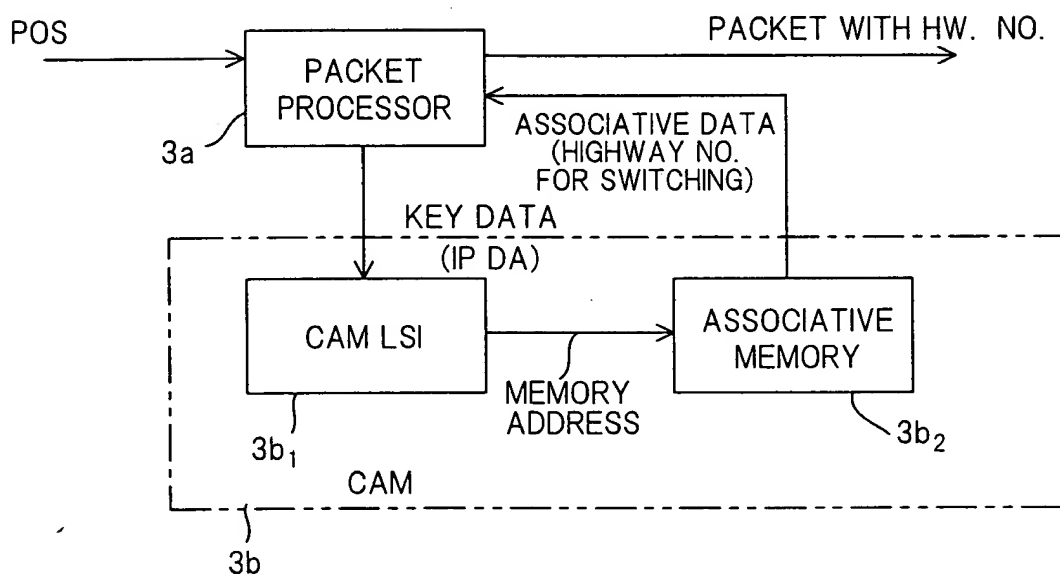 POS
PACKET WITH HW. NO.
PACKET
PROCESSOR
3a
ASSOCIATIVE DATA
(HIGHWAY NO.
FOR SWITCHING)
KEY DATA
(IP DA)
CAM LSI
ASSOCIATIVE
MEMORY
MEMORY
ADDRESS
3b1
3b2
CAM
3b